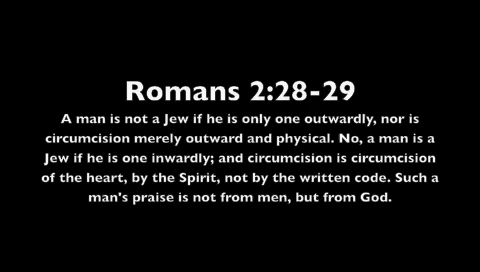 Romans 2:28-29
A man is not a Jew if he is only one outwardly, nor is
circumcision merely outward and physical. No, a man is a
Jew if he is one inwardly; and circumcision is circumcision
of the heart, by the Spirit, not by the written code. Such a
man's praise is not from men, but from God.